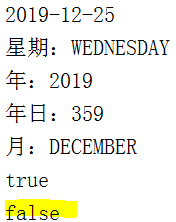 2019-12-25
星期：WEDNESDAY
年：2019
年日：359
月：DECEMBER
true
false